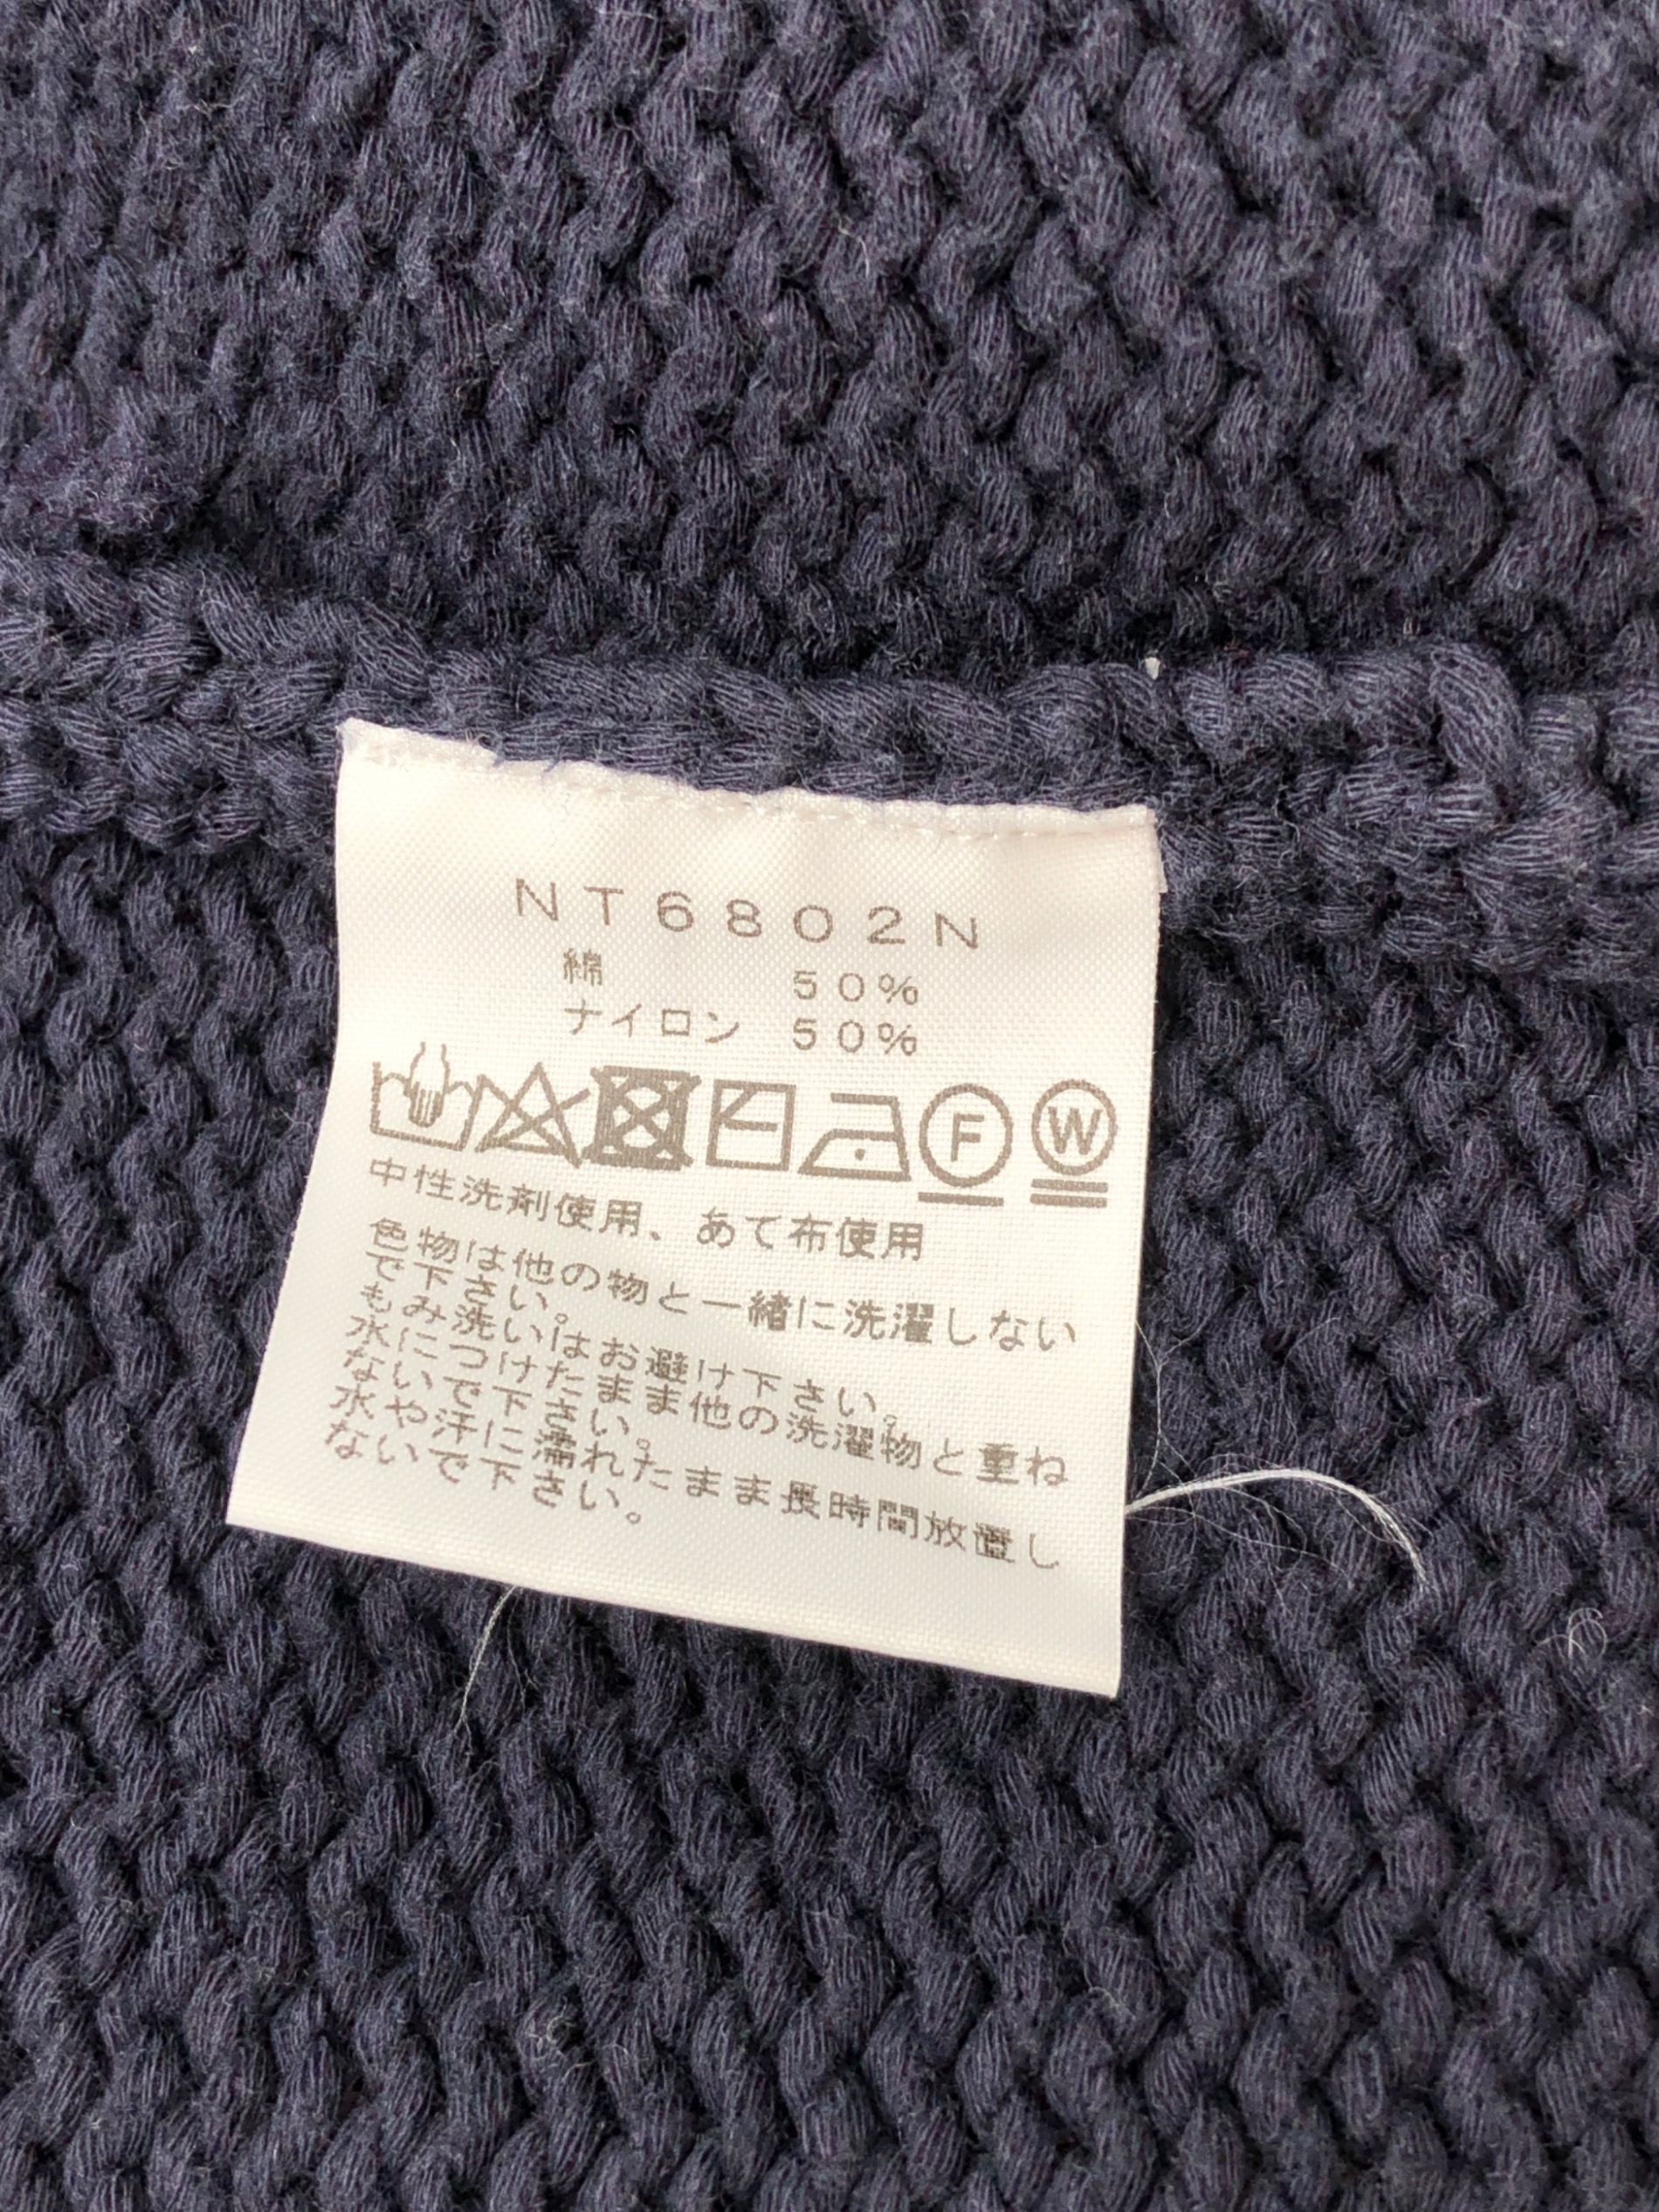 NT6802N
綿 50%
ナイロン 50%
F W
中性洗剤使用、あて布使用
色物は他の物と一緒に洗濯しない
で下さい。
もみ洗いはお避け下さい。
水につけたまま他の洗濯物と重ね
ないで下さい。
水や汗に濡れたまま長時間放置し
ないで下さい。